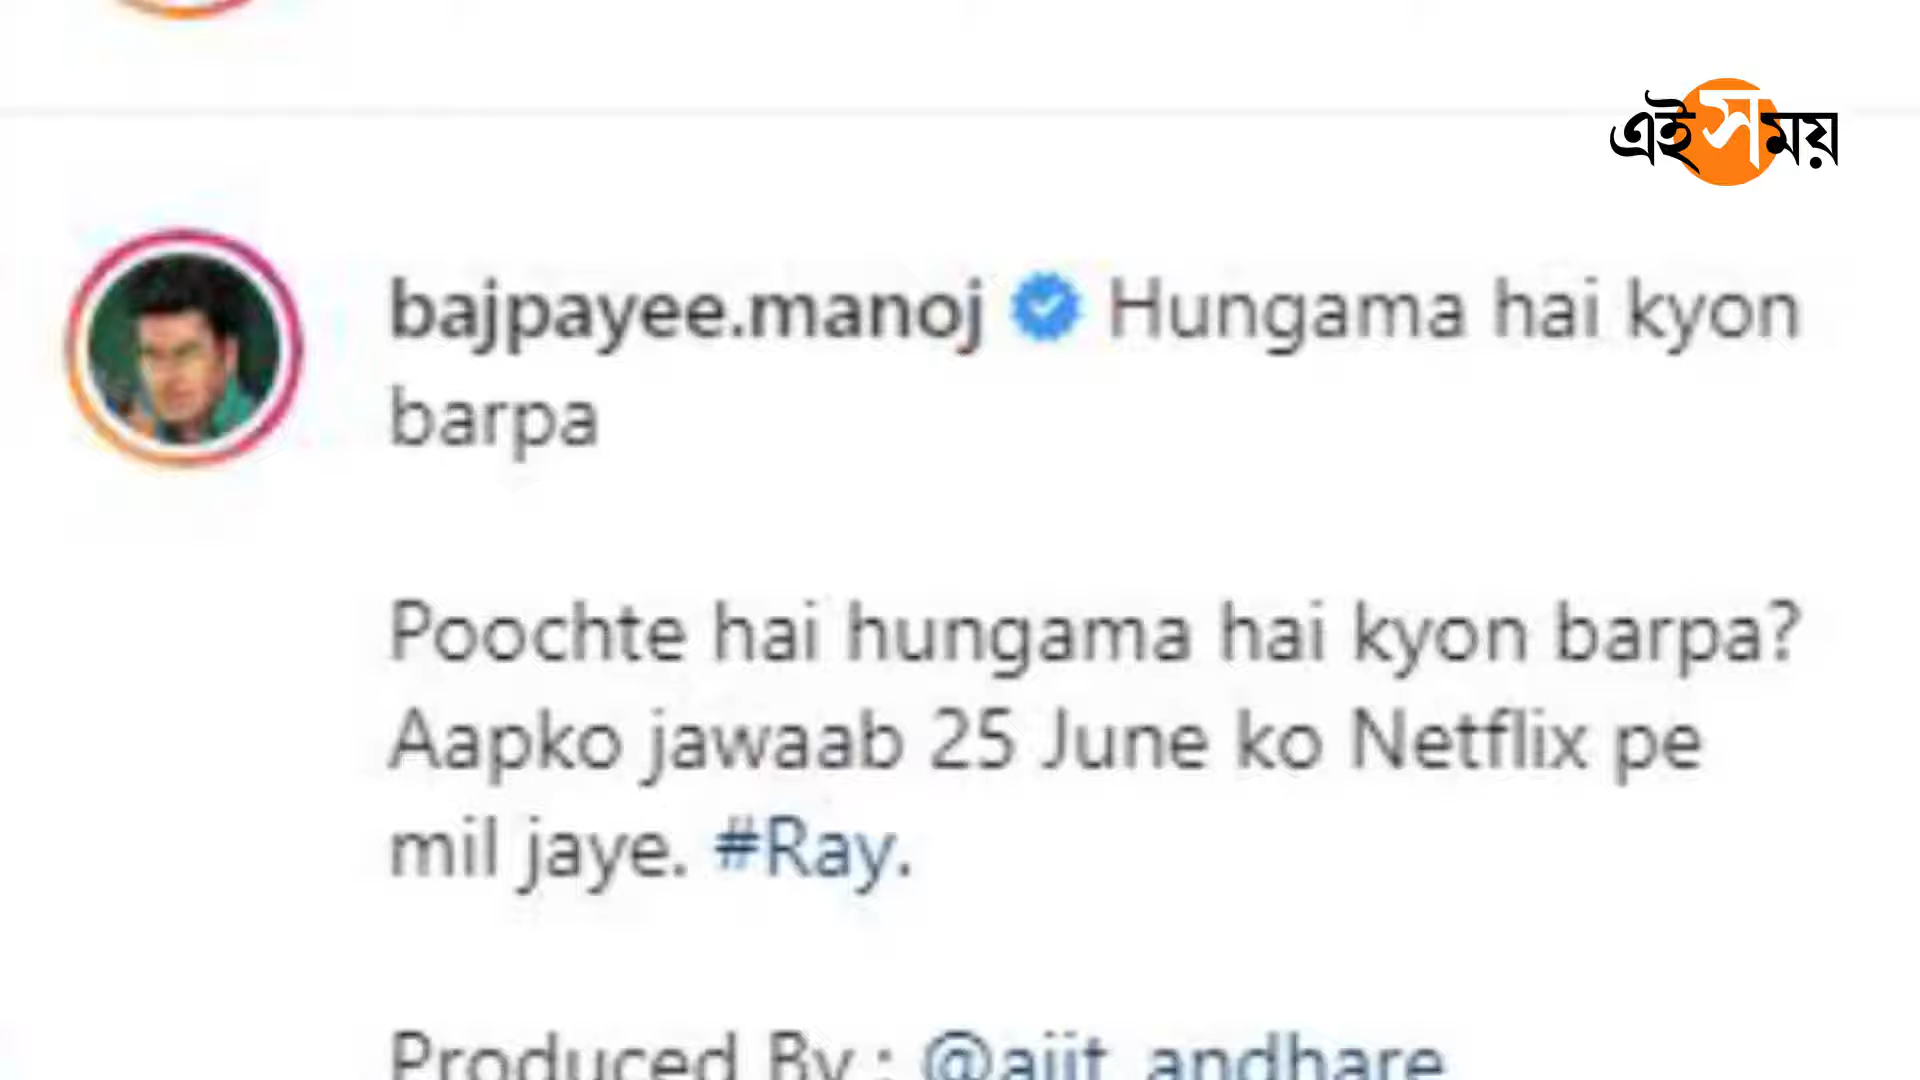 এই সময়
bajpayee.manoj Hungama hai kyon
barpa
Poochte hai hungama hai kyon barpa?
Aapko jawaab 25 June ko Netflix pe
mil jaye. #Ray.
Produced By : @ajit_andhare